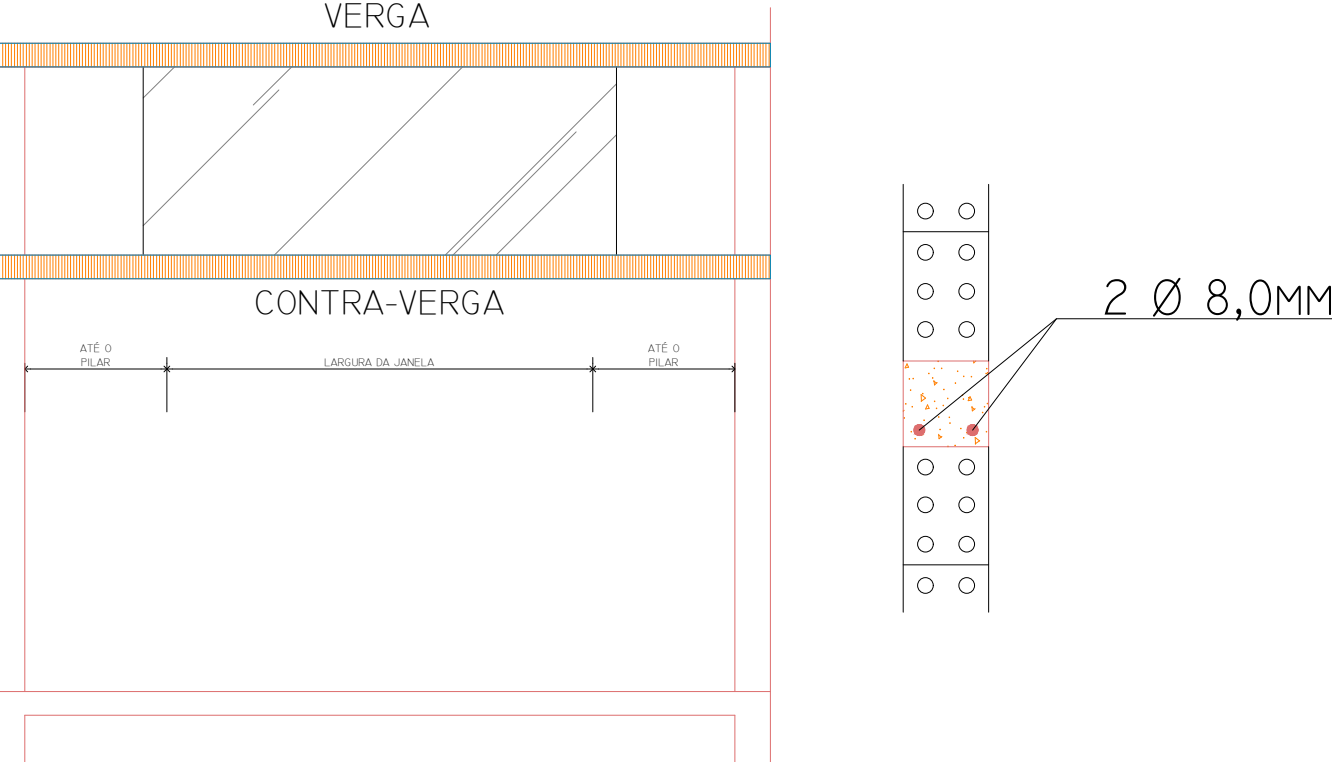 VERGA
CONTRA-VERGA
ATÉ O
PILAR
LARGURA DA JANELA
ATÉ O
PILAR
2 Ø 8,0MM